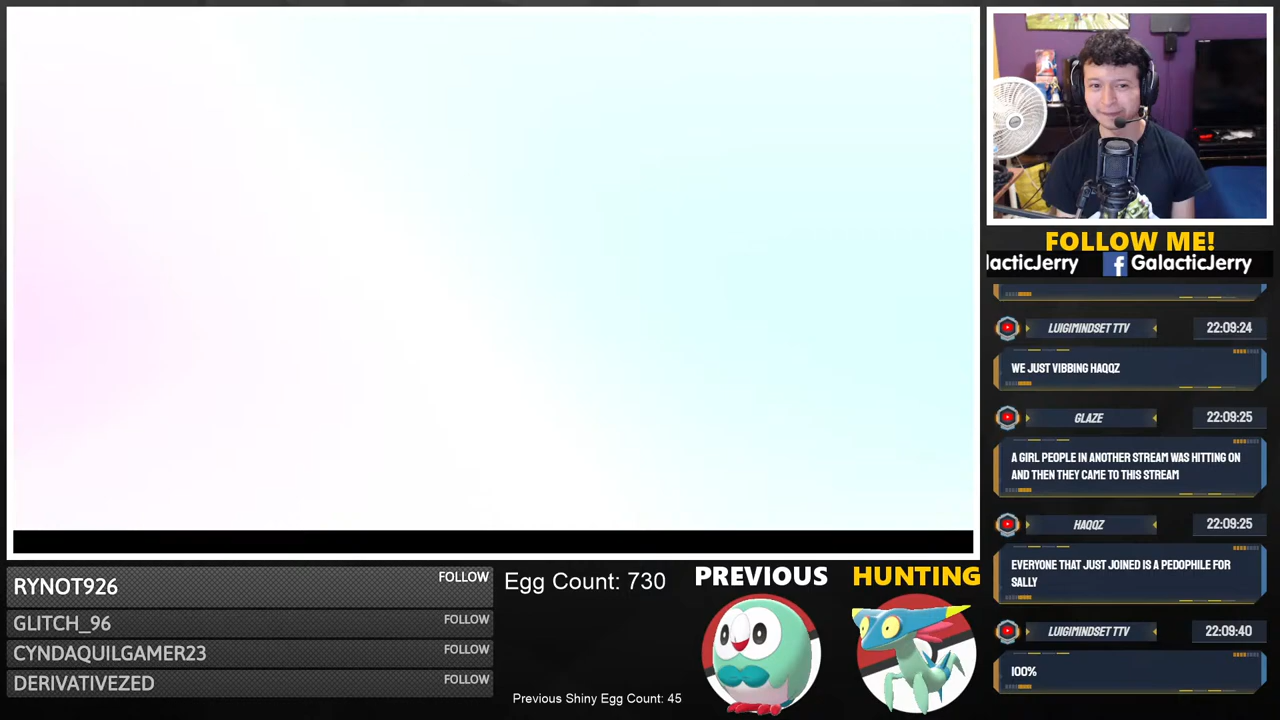 FOLLOW ME!
lacticJerry GalacticJerry
LUIGIMINDSET TTV 22:09:24
WE JUST VIBBING HAQQZ
GLAZE 22:09:25
A GIRL PEOPLE IN ANOTHER STREAM WAS HITTING ON
AND THEN THEY CAME TO THIS STREAM
HAQQZ 22:09:25
EVERYONE THAT JUST JOINED IS A PEDOPHILE FOR
SALLY
LUIGIMINDSET TTV 22:09:40
100%
RYNOT926 FOLLOW
GLITCH_96 FOLLOW
CYNDAQUILGAMER23 FOLLOW
DERIVATIVEZED FOLLOW
Egg Count: 730
Previous Shiny Egg Count: 45
PREVIOUS HUNTING